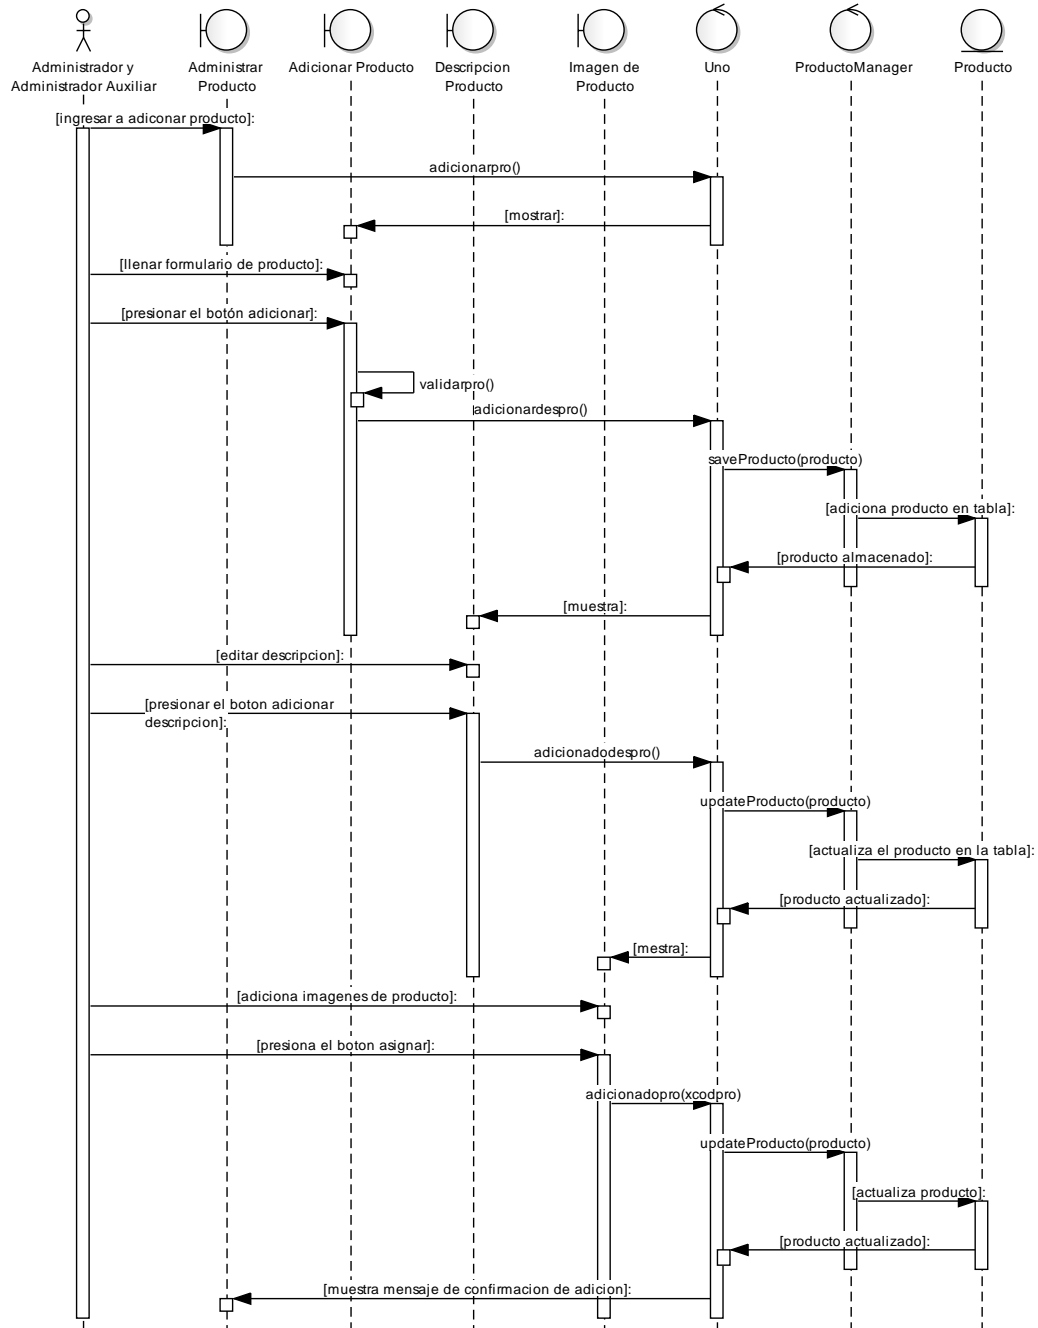 Administrador y
Administrador Auxiliar
Administrar
Producto
Adicionar Producto
Descripcion
Producto
Imagen de
Producto
Uno
ProductoManager
Producto
[ingresar a adiconar producto]:
adicionarpro()
[mostrar]:
[llenar formulario de producto]:
[presionar el botón adicionar]:
validarpro()
adicionardespro()
saveProducto(producto)
[adiciona producto en tabla]:
[producto almacenado]:
[muestra]:
[editar descripcion]:
[presionar el boton adicionar
descripcion]:
adicionadodespro()
updateProducto(producto)
[actualiza el producto en la tabla]:
[producto actualizado]:
[mestra]:
[adiciona imagenes de producto]:
[presiona el boton asignar]:
adicionadopro(xcodpro)
updateProducto(producto)
[actualiza producto]:
[producto actualizado]:
[muestra mensaje de confirmacion de adicion]: